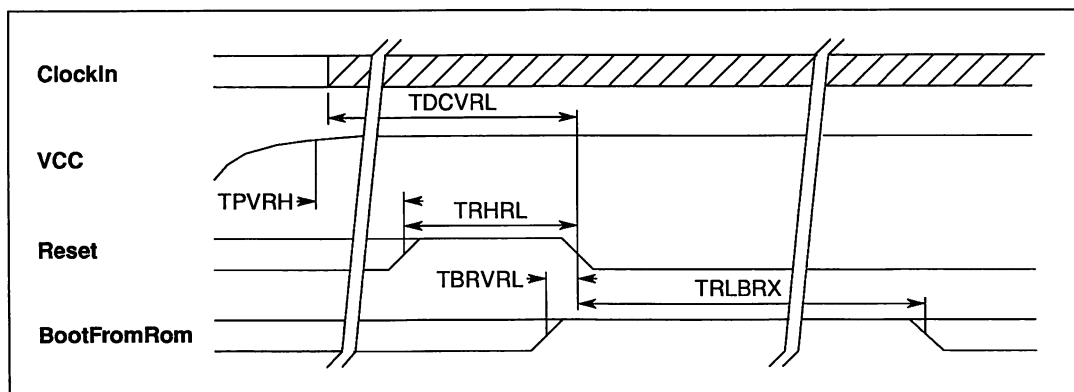 ClockIn
TDCVRL
VCC
TPVRH
TRHRL
Reset
TBRVRL
TRLBRX
BootFromRom